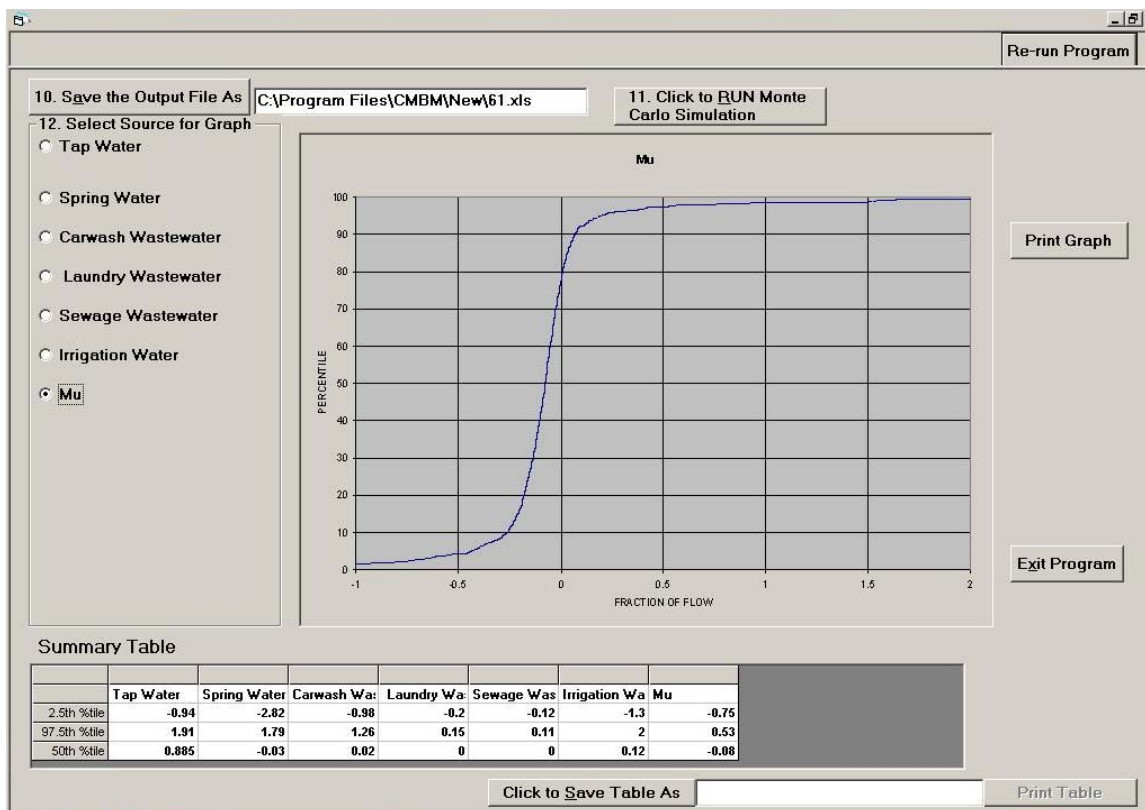 Re-run Program
10. Save the Output File As
C:\Program Files\CMBM\New\61.xls
11. Click to RUN Monte
Carlo Simulation
12. Select Source for Graph
Tap Water
Spring Water
Carwash Wastewater
Laundry Wastewater
Sewage Wastewater
Irrigation Water
Mu
Mu
PERCENTILE
100
90
80
70
60
50
40
30
20
10
0
-1 -0.5 0 0.5 1 1.5 2
FRACTION OF FLOW
Print Graph
Exit Program
Summary Table
Tap Water Spring Water Carwash Was Laundry Wa Sewage Was Irrigation Wa Mu
2.5th %tile -0.94 -2.82 -0.98 -0.2 -0.12 -1.3 -0.75
97.5th %tile 1.91 1.79 1.26 0.15 0.11 2 0.53
50th %tile 0.885 -0.03 0.02 0 0 0.12 -0.08
Click to Save Table As
Print Table